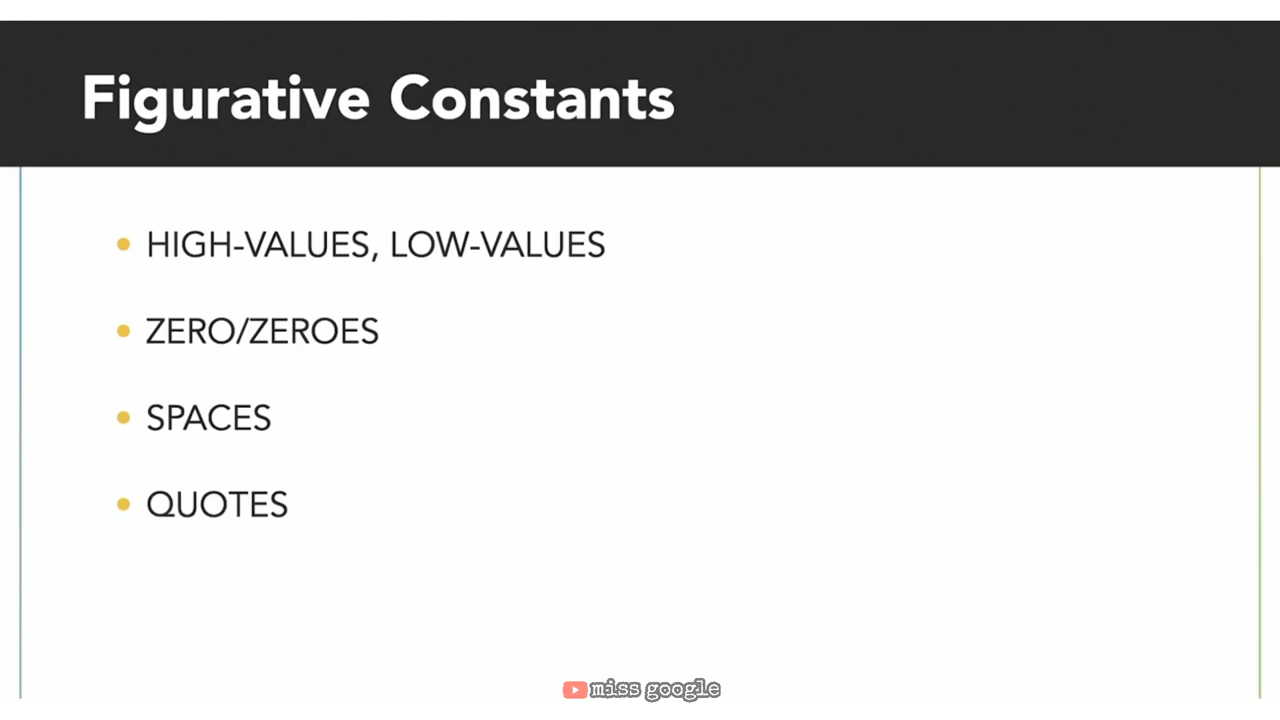 Figurative Constants
• HIGH-VALUES, LOW-VALUES
• ZERO/ZEROES
• SPACES
• QUOTES
miss google